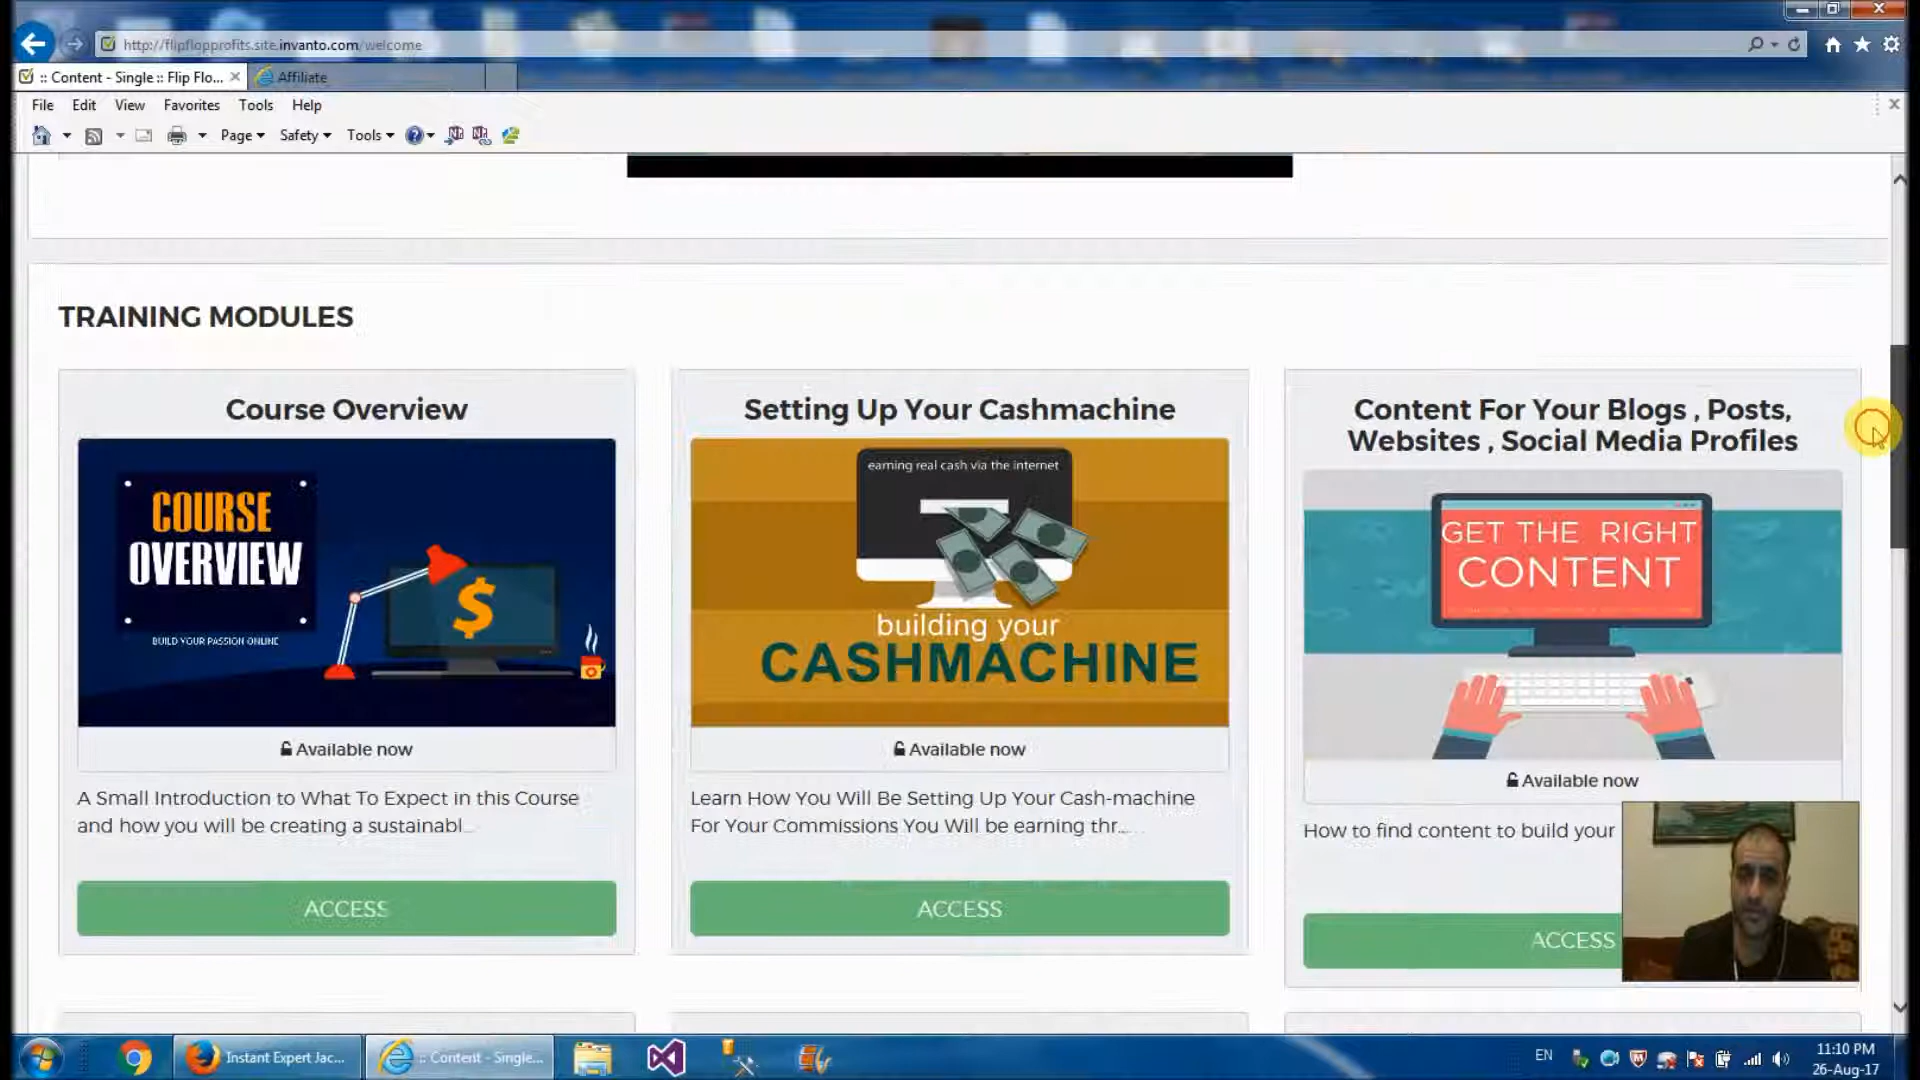 http://flipflopprofits.site.invanto.com/welcome
:: Content - Single :: Flip Flo...
Affiliate
File Edit View Favorites Tools Help
Page Safety Tools
TRAINING MODULES
Course Overview
COURSE
OVERVIEW
BUILD YOUR PASSION ONLINE
Available now
A Small Introduction to What To Expect in this Course
and how you will be creating a sustainabl...
ACCESS
Setting Up Your Cashmachine
earning real cash via the internet
building your
CASHMACHINE
Available now
Learn How You Will Be Setting Up Your Cash-machine
For Your Commissions You Will be earning thr...
ACCESS
Content For Your Blogs , Posts,
Websites , Social Media Profiles
GET THE RIGHT
CONTENT
Available now
How to find content to build your
ACCESS
Instant Expert Jac...
:: Content - Single...
EN
11:10 PM
26-Aug-17